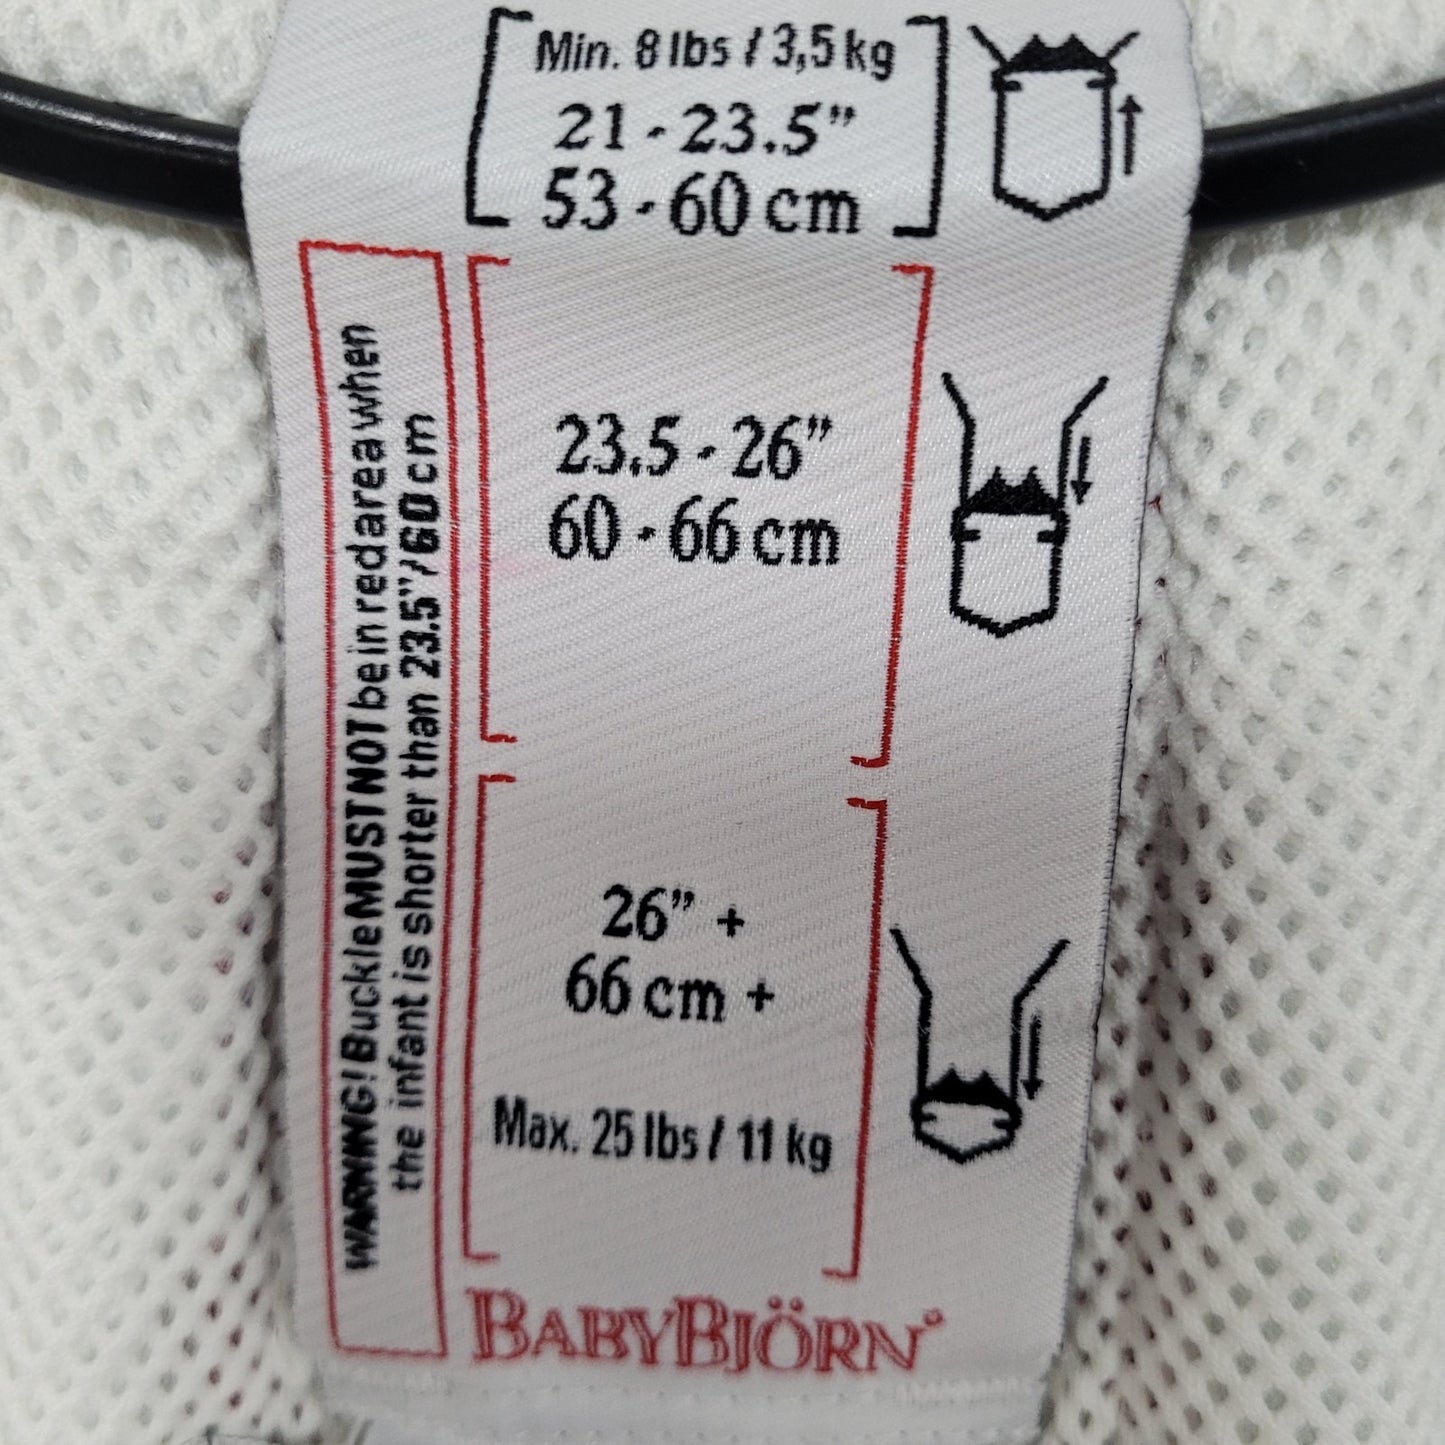 Min. 8 lbs / 3,5 kg
21 - 23.5”
53 - 60 cm
WARNING! Buckle MUST NOT be in red area when
the infant is shorter than 23.5”/60 cm
23.5 - 26”
60 - 66 cm
26” +
66 cm +
Max. 25 lbs / 11 kg
BABYBJÖRN®